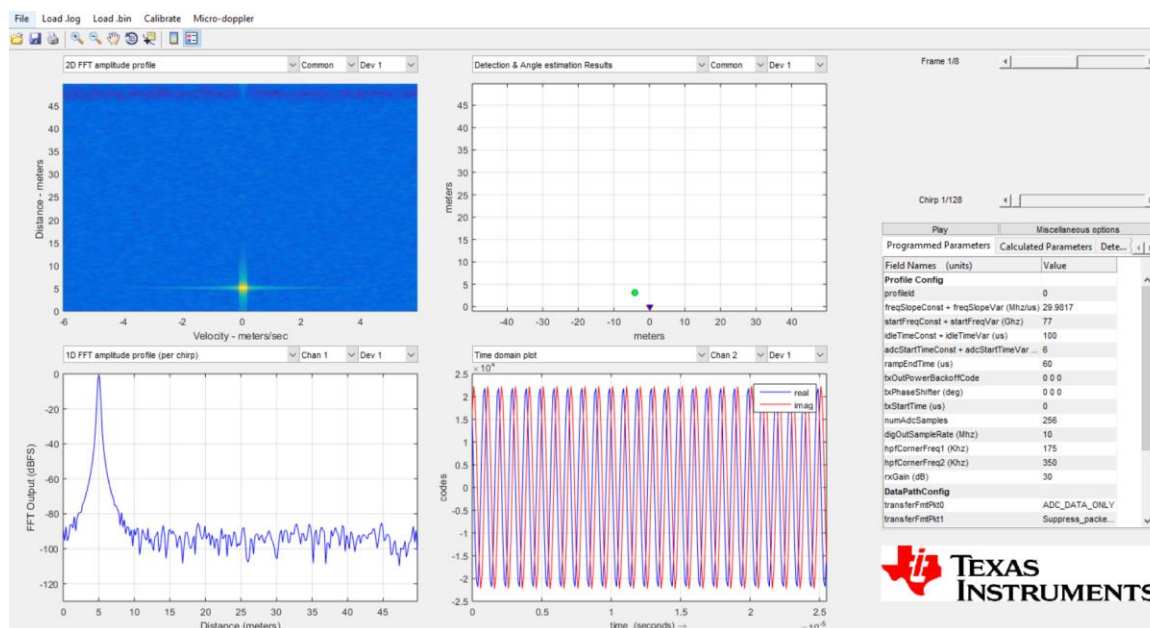 File Load .log Load .bin Calibrate Micro-doppler
2D FFT amplitude profile Common Dev 1
45
40
35
30
25
20
15
10
5
0
Distance - meters
-6 -4 -2 0 2 4
Velocity - meters/sec
Detection & Angle estimation Results Common Dev 1
45
40
35
30
25
20
15
10
5
0
meters
-40 -30 -20 -10 0 10 20 30 40
meters
Frame 1/8
Chirp 1/128
Play Miscellaneous options
Programmed Parameters Calculated Parameters Dete...
Field Names (units) Value
Profile Config
profileId 0
freqSlopeConst + freqSlopeVar (Mhz/us) 29.9817
startFreqConst + startFreqVar (Ghz) 77
idleTimeConst + idleTimeVar (us) 100
adcStartTimeConst + adcStartTimeVar ... 6
rampEndTime (us) 60
txOutPowerBackoffCode 0 0 0
txPhaseShifter (deg) 0 0 0
txStartTime (us) 0
numAdcSamples 256
digOutSampleRate (Mhz) 10
hpfCornerFreq1 (Khz) 175
hpfCornerFreq2 (Khz) 350
rxGain (dB) 30
DataPathConfig
transferFmtPkt0 ADC_DATA_ONLY
transferFmtPkt1 Suppress_packe...
1D FFT amplitude profile (per chirp) Chan 1 Dev 1
0
-20
-40
-60
-80
-100
-120
FFT Output (dBFS)
0 5 10 15 20 25 30 35 40 45
Distance (meters)
Time domain plot Chan 2 Dev 1
×10⁴
2.5
2
1.5
1
0.5
0
-0.5
-1
-1.5
-2
-2.5
codes
real
imag
0 0.5 1 1.5 2 2.5
time (seconds) →
×10⁻⁵
TEXAS
INSTRUMENTS